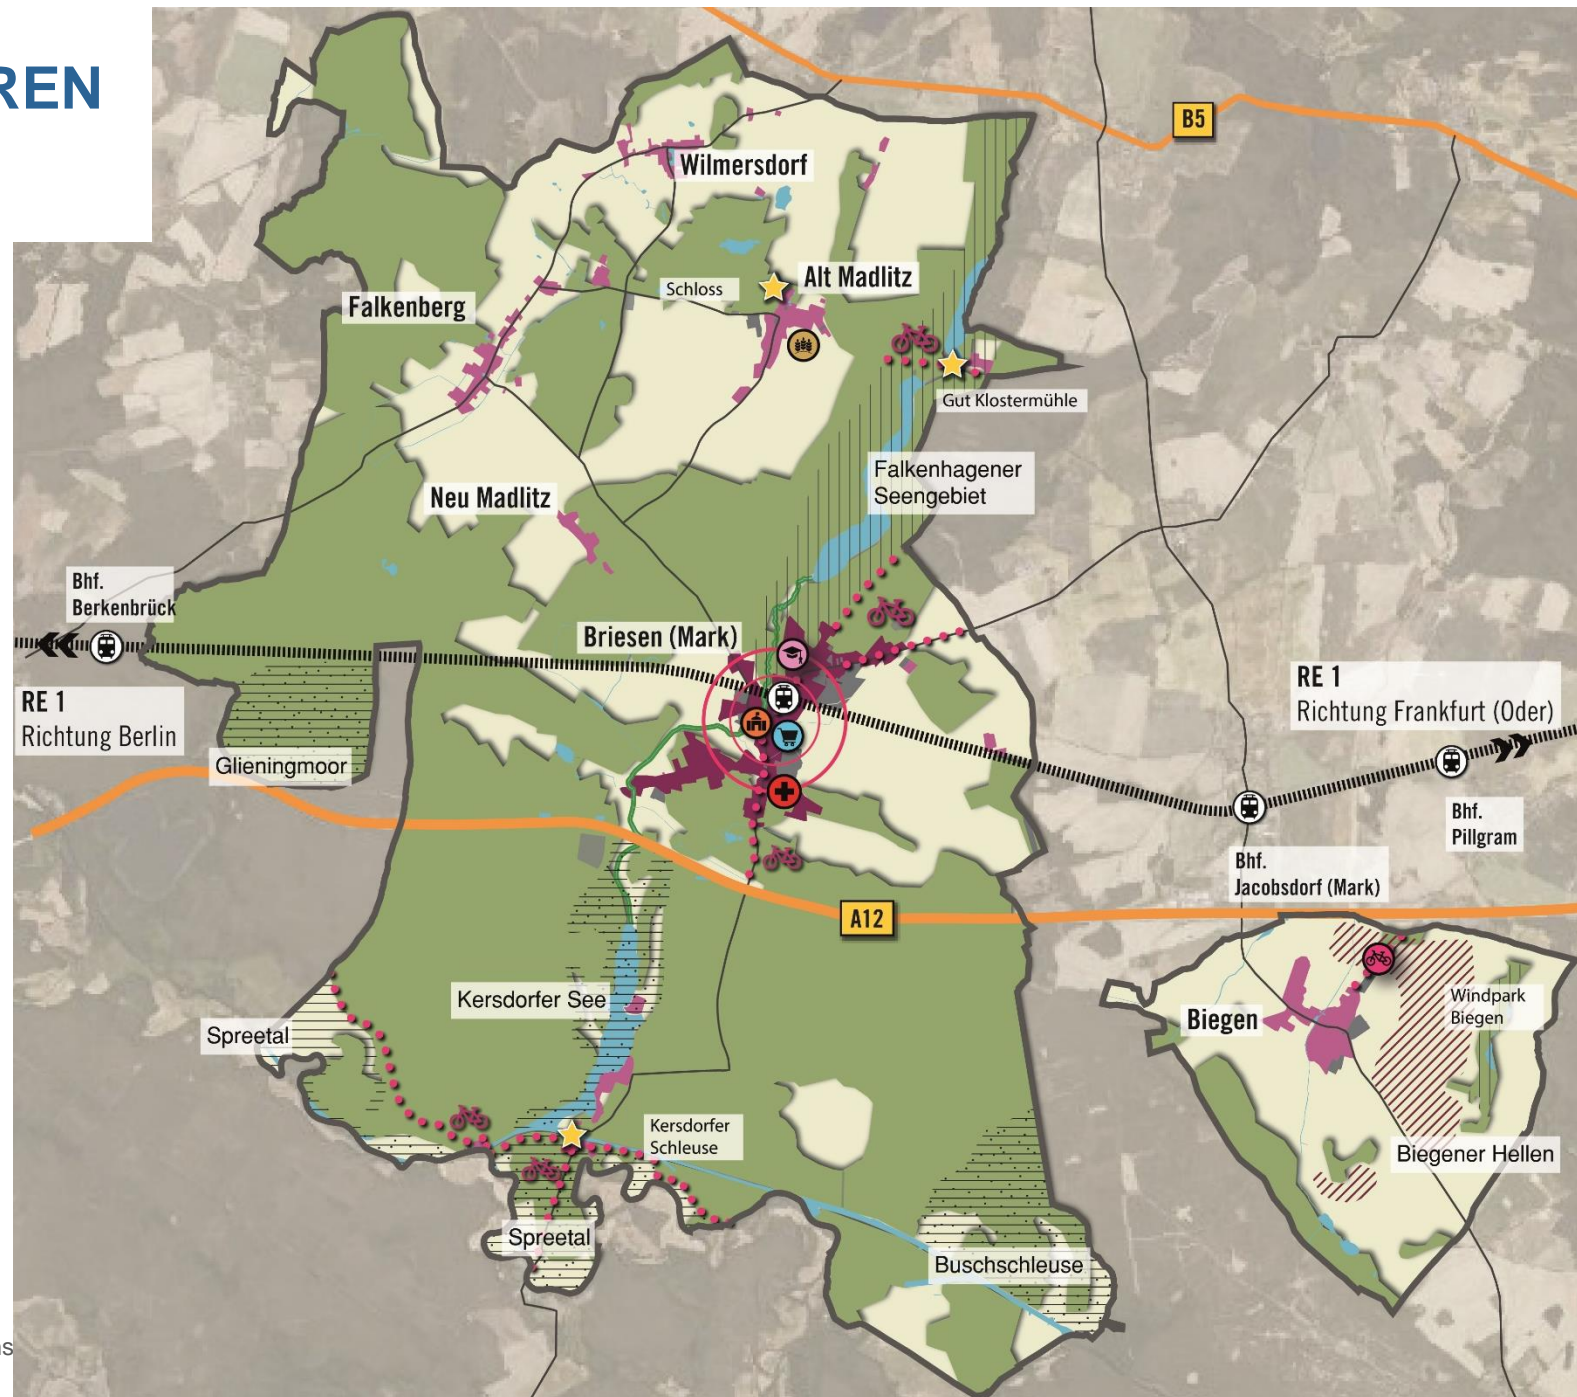 REN
B5
Wilmersdorf
Alt Madlitz
Schloss
Falkenberg
Gut Klostermühle
Falkenhagener
Seengebiet
Neu Madlitz
Bhf.
Berkenbrück
Briesen (Mark)
RE 1
Richtung Berlin
RE 1
Richtung Frankfurt (Oder)
Glieningmoor
Bhf.
Pillgram
Bhf.
Jacobsdorf (Mark)
A12
Kersdorfer See
Windpark
Biegen
Biegen
Spreetal
Kersdorfer
Schleuse
Biegener Hellen
Spreetal
Buschschleuse